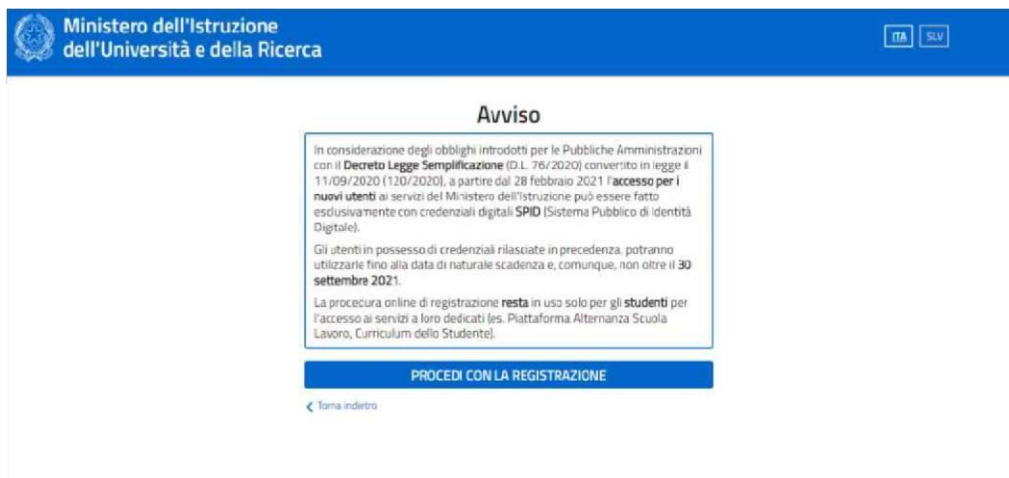 Ministero dell'Istruzione
dell'Università e della Ricerca
ITA SLV
Avviso
In considerazione degli obblighi introdotti per le Pubbliche Amministrazioni
con il Decreto Legge Semplificazione (D.L. 76/2020) convertito in legge il
11/09/2020 (120/2020), a partire dal 28 febbraio 2021 l'accesso per i
nuovi utenti ai servizi del Ministero dell'Istruzione può essere fatto
esclusivamente con credenziali digitali SPID (Sistema Pubblico di Identità
Digitale).
Gli utenti in possesso di credenziali rilasciate in precedenza, potranno
utilizzarle fino alla data di naturale scadenza e, comunque, non oltre il 30
settembre 2021.
La procedura online di registrazione resta in uso solo per gli studenti per
l'accesso ai servizi a loro dedicati (es. Piattaforma Alternanza Scuola
Lavoro, Curriculum dello Studente).
PROCEDI CON LA REGISTRAZIONE
Torna indietro